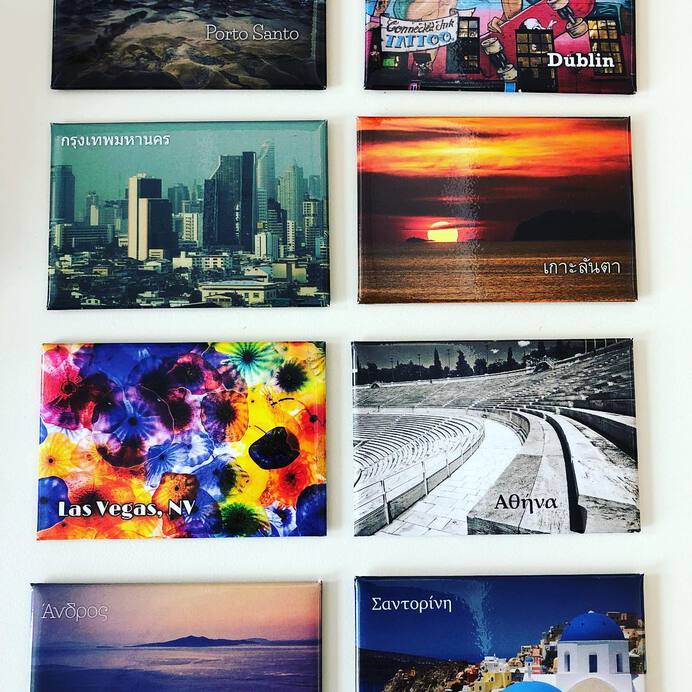 Porto Santo
Connected Ink
TATTOO
Dublin
กรุงเทพมหานคร
เกาะลันตา
Las Vegas, NV
Αθήνα
Άνδρος
Σαντορίνη